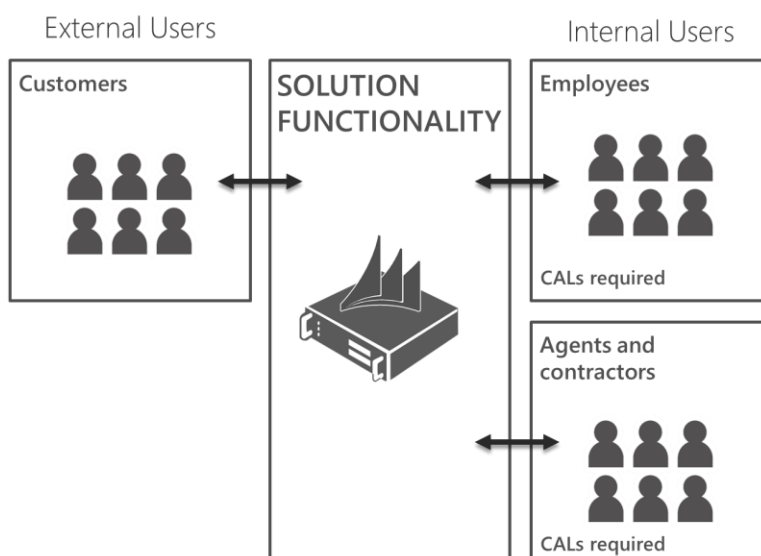 External Users
Internal Users
Customers
SOLUTION
FUNCTIONALITY
Employees
CALs required
Agents and
contractors
CALs required